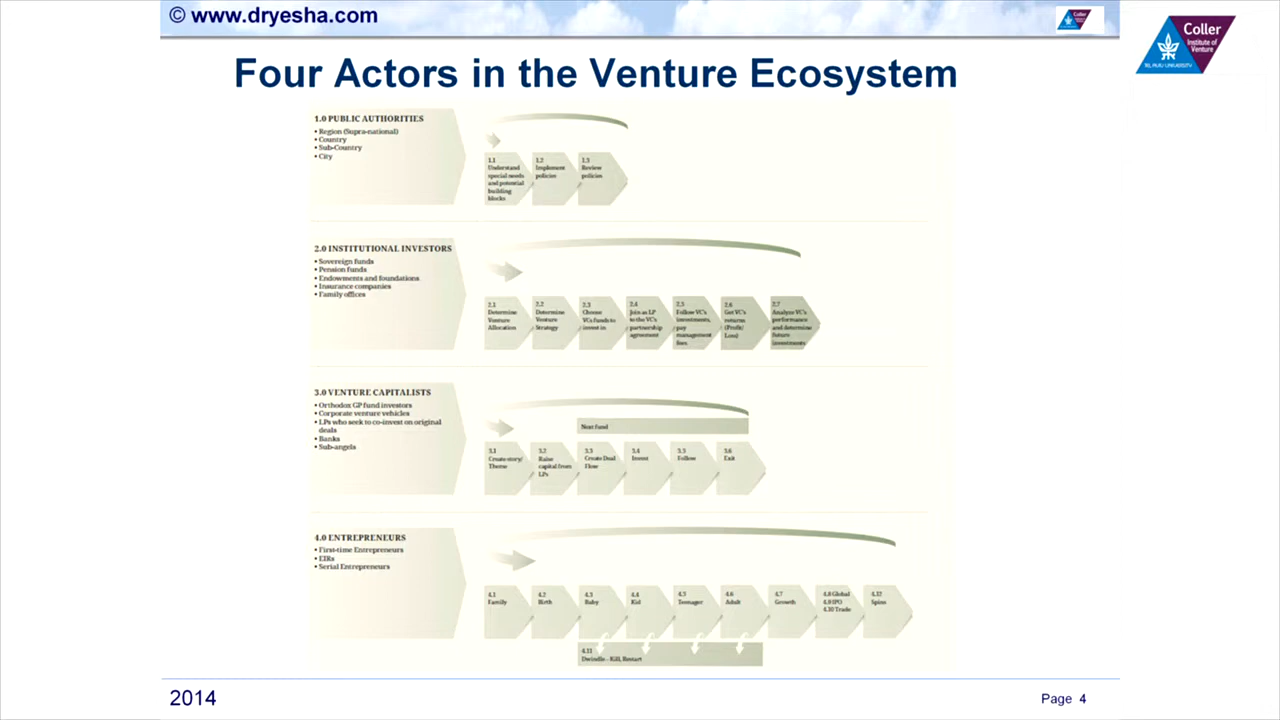 © www.dryesha.com
Coller
Coller
Institute of
Venture
TEL AVIV UNIVERSITY
Four Actors in the Venture Ecosystem
1.0 PUBLIC AUTHORITIES
• Region (Supra-national)
• Country
• Sub-Country
• City
1.1
Understand
special needs
and potential
building
blocks
1.2
Implement
policies
1.3
Review
policies
2.0 INSTITUTIONAL INVESTORS
• Sovereign funds
• Pension funds
• Endowments and foundations
• Insurance companies
• Family offices
2.1
Determine
Venture
Allocation
2.2
Determine
Venture
Strategy
2.3
Choose
VCs funds to
invest in
2.4
Join as LP
to the VC's
partnership
agreement
2.5
Follow VC's
investments,
pay
management
fees
2.6
Get VC's
returns
(Profit/
Loss)
2.7
Analyze VC's
performance
and determine
future
investments
3.0 VENTURE CAPITALISTS
• Orthodox GP fund investors
• Corporate venture vehicles
• LPs who seek to co-invest on original
deals
• Banks
• Sub-angels
Next fund
3.1
Create story/
Theme
3.2
Raise
capital from
LPs
3.3
Create Deal
Flow
3.4
Invest
3.5
Follow
3.6
Exit
4.0 ENTREPRENEURS
• First-time Entrepreneurs
• EIRs
• Serial Entrepreneurs
4.1
Family
4.2
Birth
4.3
Baby
4.4
Kid
4.5
Teenager
4.6
Adult
4.7
Growth
4.8 Global
4.9 IPO
4.10 Trade
4.12
Spins
4.11
Dwindle - Kill, Restart
2014
Page 4